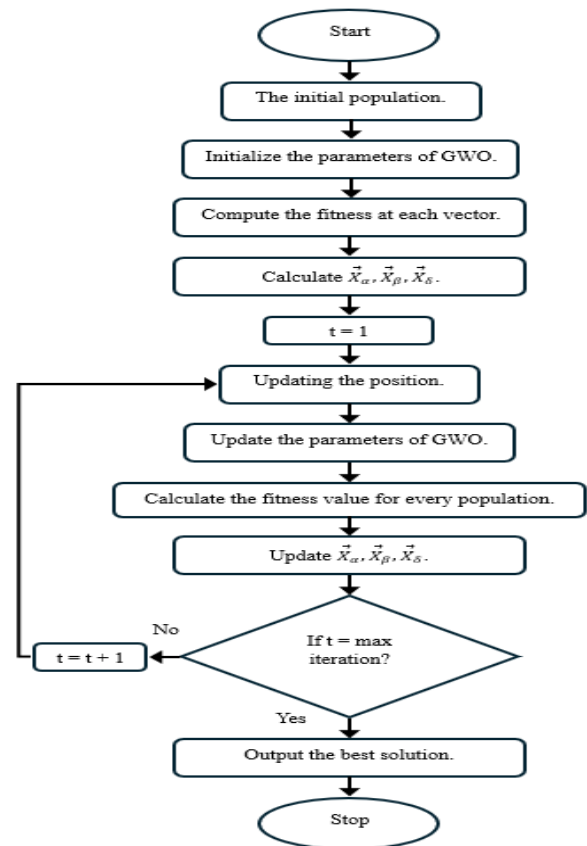 Start
The initial population.
Initialize the parameters of GWO.
Compute the fitness at each vector.
Calculate X⃗α, X⃗β, X⃗δ.
t = 1
Updating the position.
Update the parameters of GWO.
Calculate the fitness value for every population.
Update X⃗α, X⃗β, X⃗δ.
If t = max
iteration?
No
t = t + 1
Yes
Output the best solution.
Stop